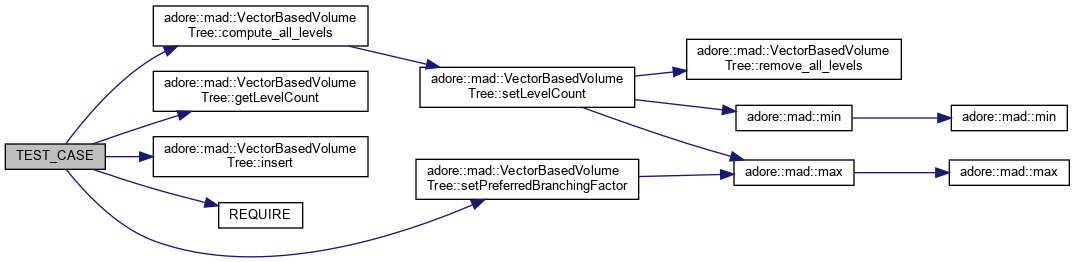 TEST_CASE
adore::mad::VectorBasedVolume
Tree::compute_all_levels
adore::mad::VectorBasedVolume
Tree::getLevelCount
adore::mad::VectorBasedVolume
Tree::insert
REQUIRE
adore::mad::VectorBasedVolume
Tree::setLevelCount
adore::mad::VectorBasedVolume
Tree::setPreferredBranchingFactor
adore::mad::VectorBasedVolume
Tree::remove_all_levels
adore::mad::min
adore::mad::max
adore::mad::min
adore::mad::max